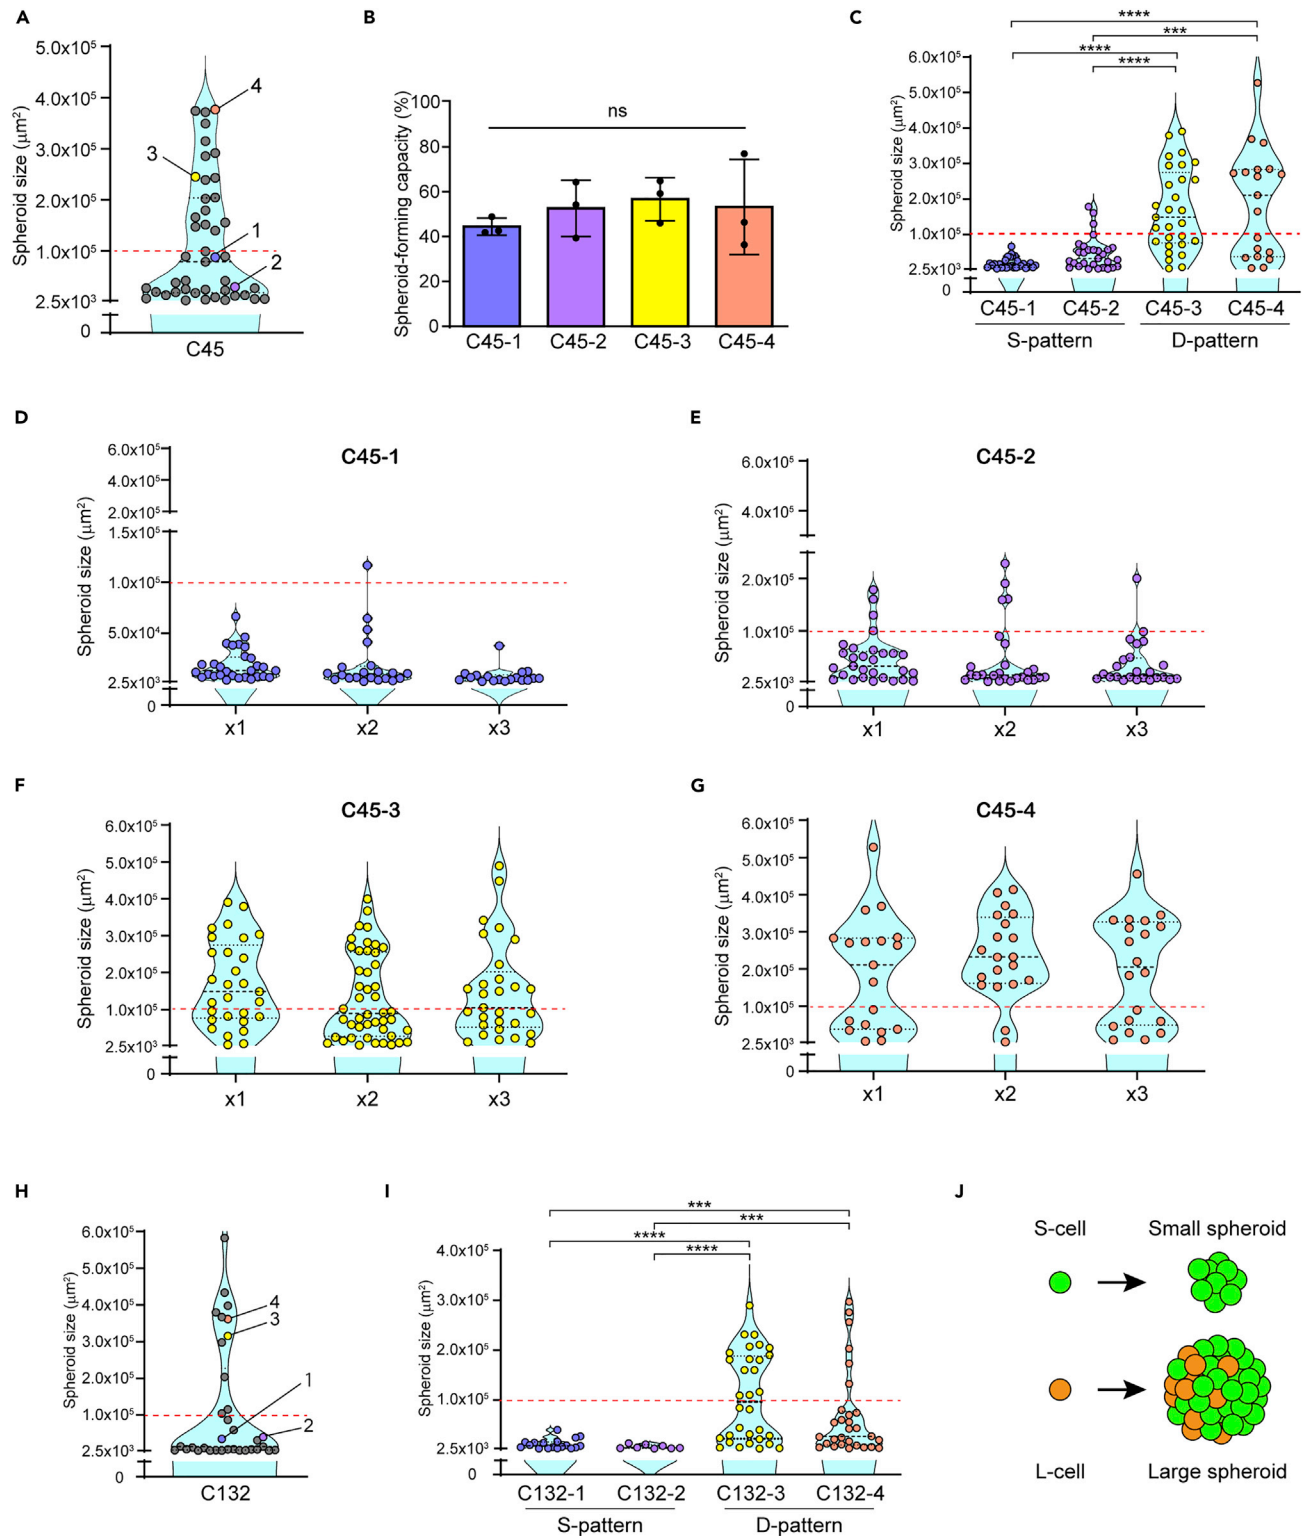 A
Spheroid size (μm²)
5.0x10⁵
4.0x10⁵
3.0x10⁵
2.0x10⁵
1.0x10⁵
2.5x10³
0
4
3
1
2
C45
B
Spheroid-forming capacity (%)
100
80
60
40
20
0
ns
C45-1 C45-2 C45-3 C45-4
C
Spheroid size (μm²)
6.0x10⁵
5.0x10⁵
4.0x10⁵
3.0x10⁵
2.0x10⁵
1.0x10⁵
2.5x10³
0
****
***
****
****
C45-1 C45-2 C45-3 C45-4
S-pattern D-pattern
D
C45-1
Spheroid size (μm²)
6.0x10⁵
4.0x10⁵
2.0x10⁵
1.5x10⁵
1.0x10⁵
5.0x10⁴
2.5x10³
0
x1 x2 x3
E
C45-2
Spheroid size (μm²)
6.0x10⁵
4.0x10⁵
2.0x10⁵
1.0x10⁵
2.5x10³
0
x1 x2 x3
F
C45-3
Spheroid size (μm²)
6.0x10⁵
5.0x10⁵
4.0x10⁵
3.0x10⁵
2.0x10⁵
1.0x10⁵
2.5x10³
0
x1 x2 x3
G
C45-4
Spheroid size (μm²)
6.0x10⁵
5.0x10⁵
4.0x10⁵
3.0x10⁵
2.0x10⁵
1.0x10⁵
2.5x10³
0
x1 x2 x3
H
Spheroid size (μm²)
6.0x10⁵
5.0x10⁵
4.0x10⁵
3.0x10⁵
2.0x10⁵
1.0x10⁵
2.5x10³
0
4
3
1
2
C132
I
Spheroid size (μm²)
4.0x10⁵
3.0x10⁵
2.0x10⁵
1.0x10⁵
2.5x10³
0
***
***
****
****
C132-1 C132-2 C132-3 C132-4
S-pattern D-pattern
J
S-cell Small spheroid
L-cell Large spheroid